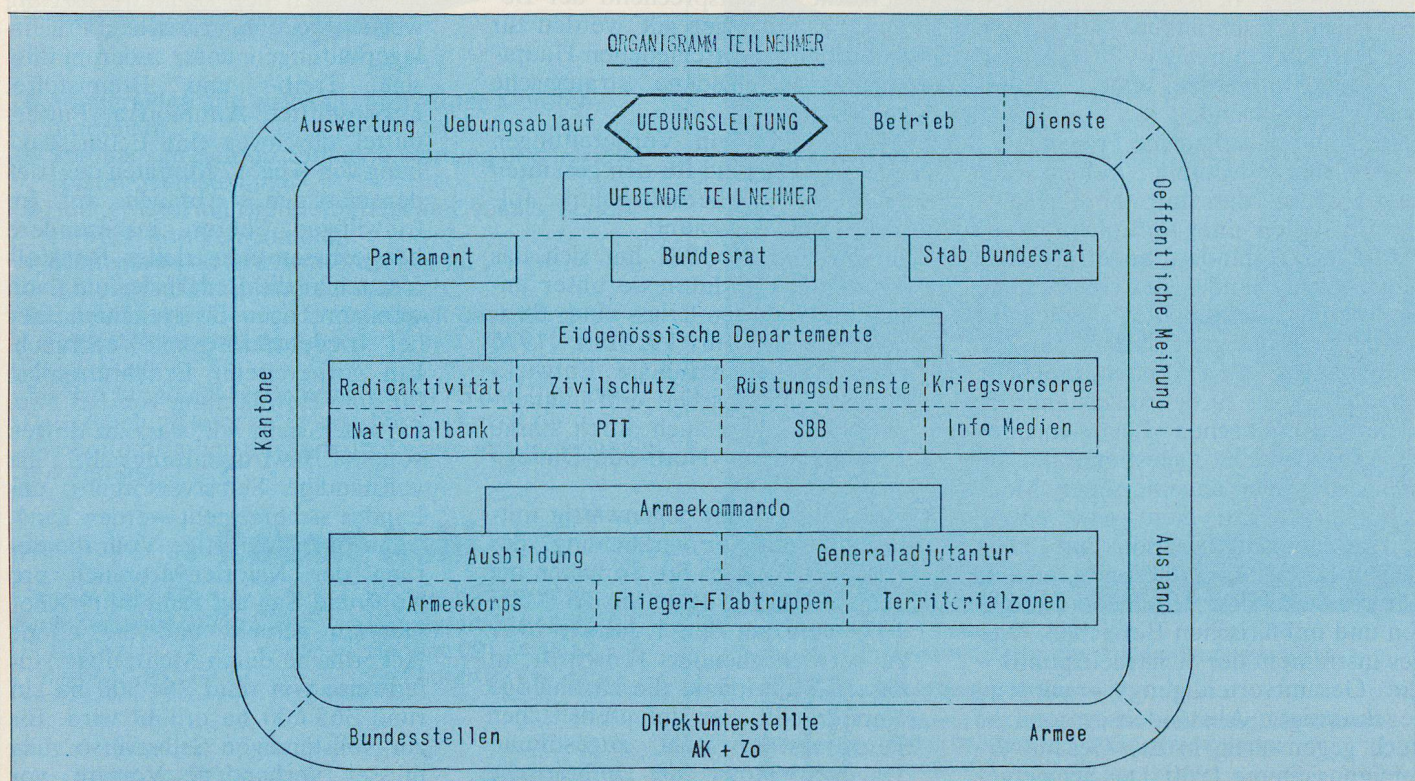 ORGANIGRAMM TEILNEHMER
Auswertung Uebungsablauf UEBUNGSLEITUNG Betrieb Dienste
UEBENDE TEILNEHMER
Parlament Bundesrat Stab Bundesrat
Eidgenössische Departemente
Radioaktivität Zivilschutz Rüstungsdienste Kriegsvorsorge
Nationalbank PTT SBB Info Medien
Armeekommando
Ausbildung Generaladjutantur
Armeekorps Flieger-Flabtruppen Territorialzonen
Kantone
Oeffentliche Meinung
Ausland
Bundesstellen Direktunterstellte Armee
AK + Zo